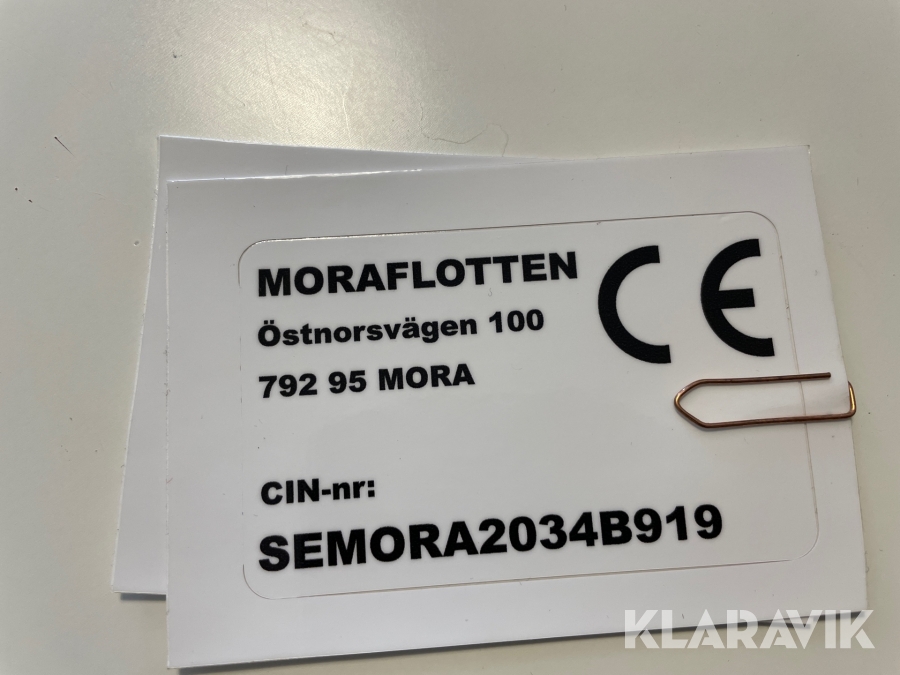 MORAFLOTTEN
Östnorsvägen 100
792 95 MORA
CE
CIN-nr:
SEMORA2034B919
KLARAVIK